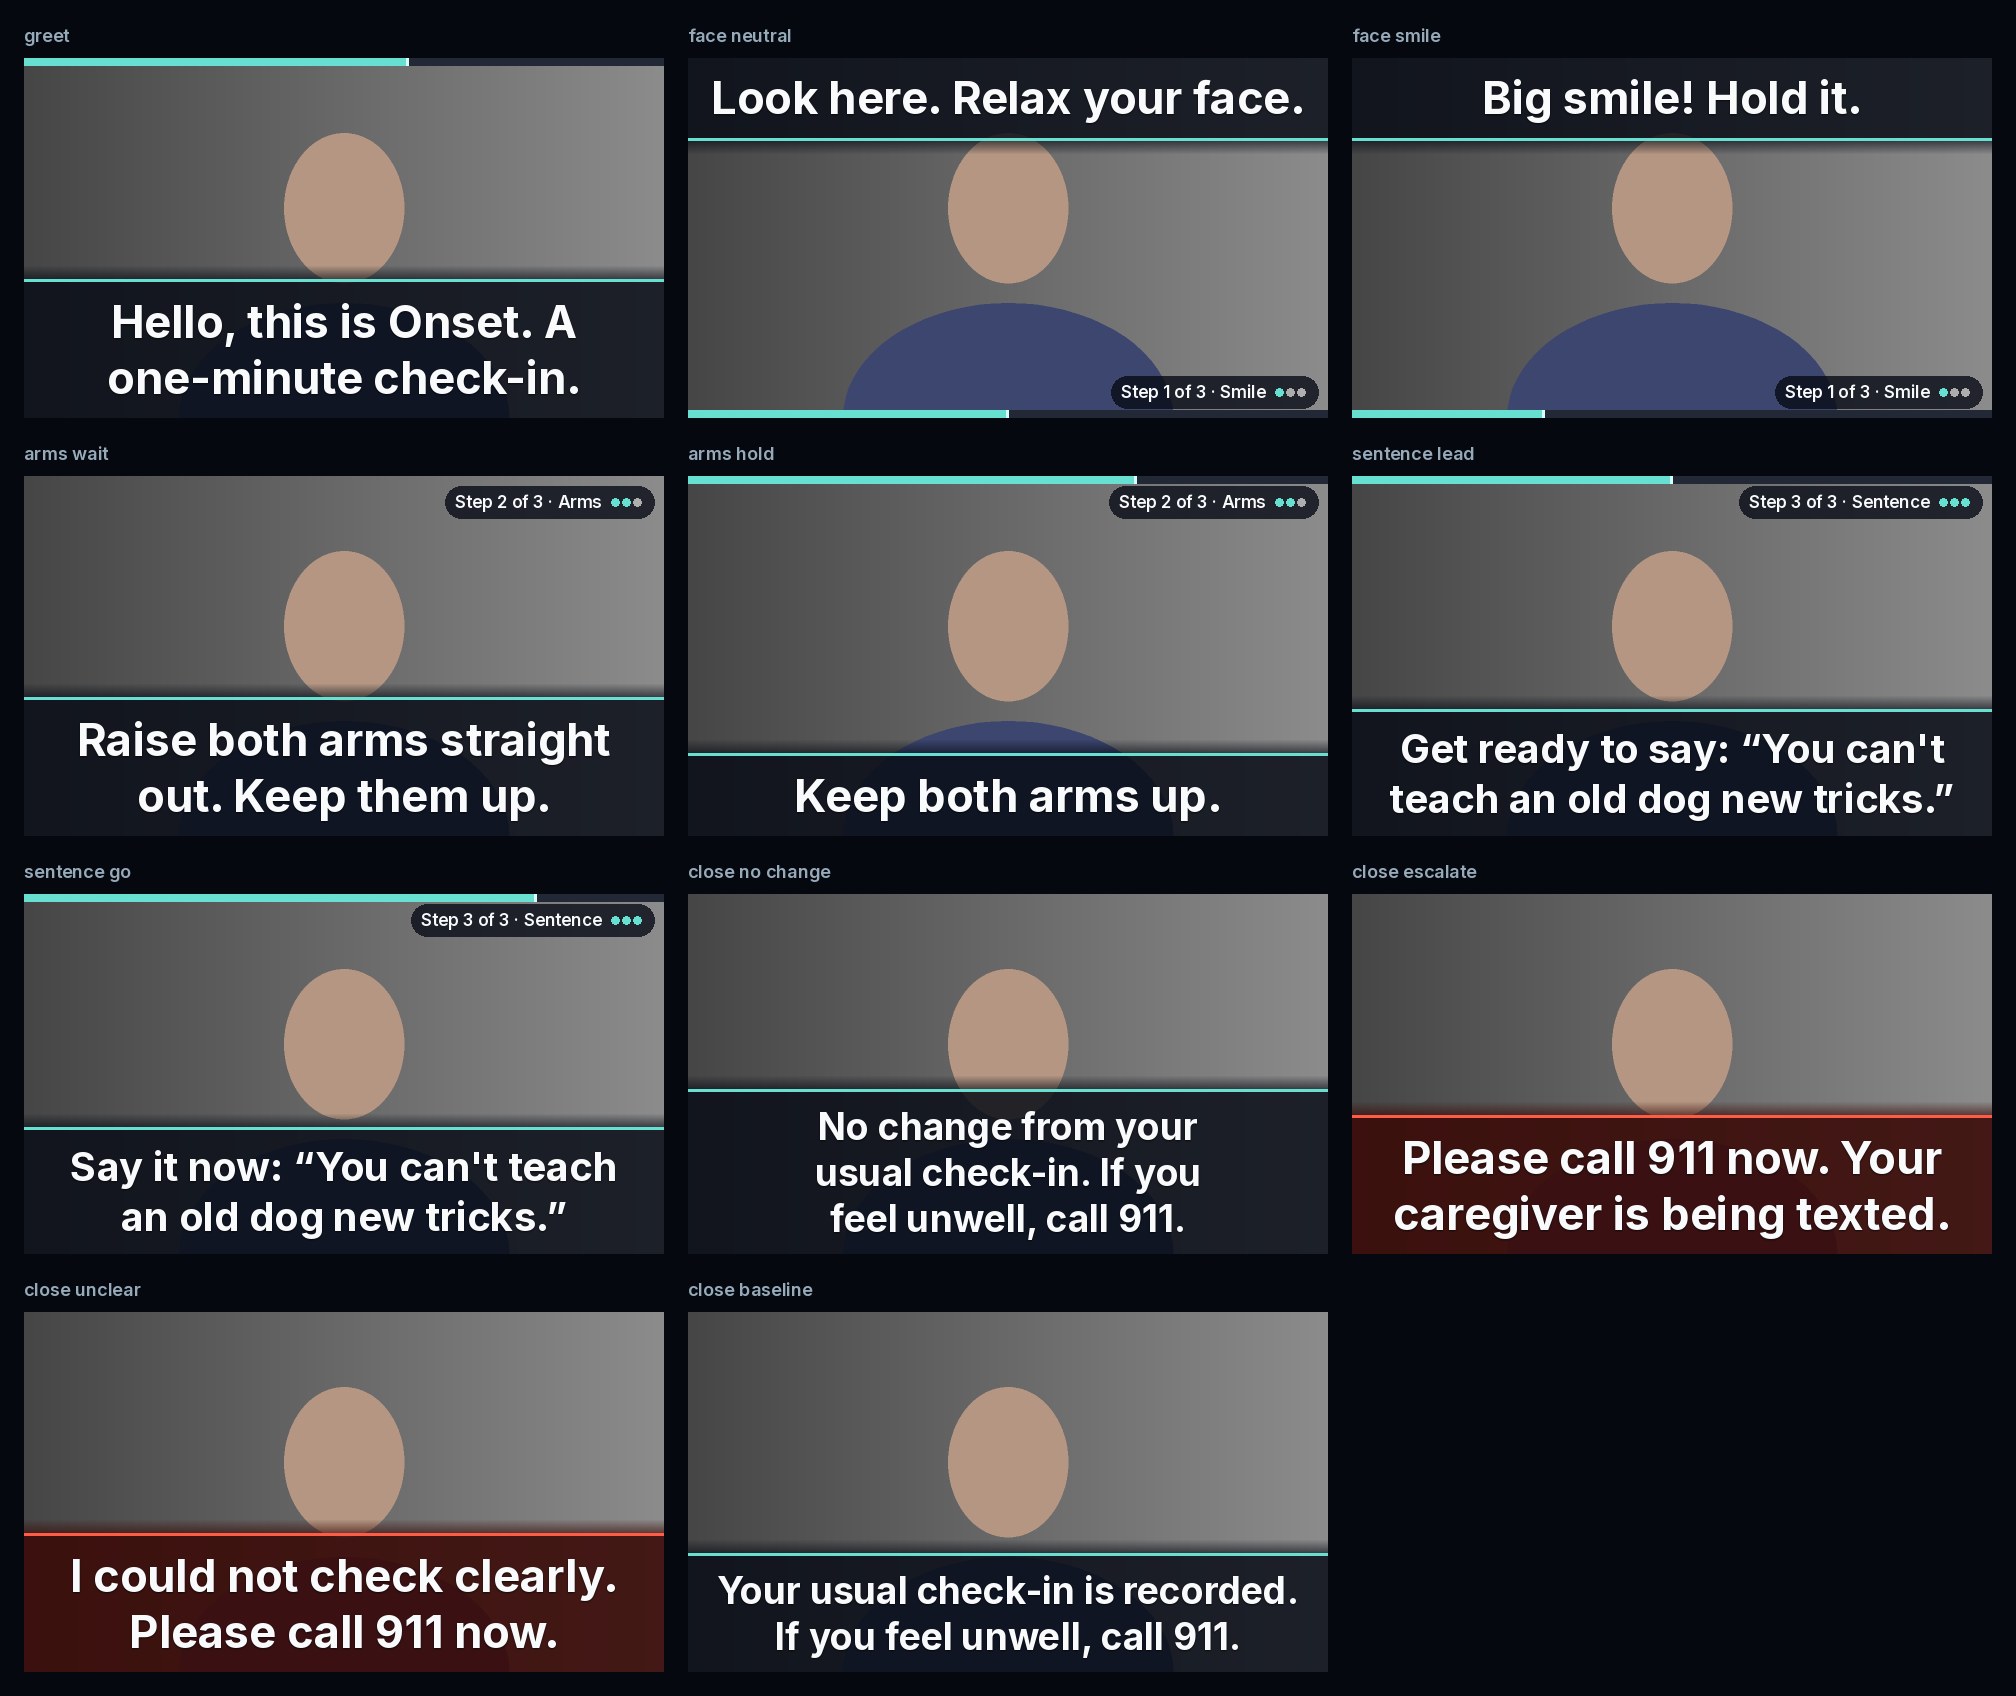 greet
face neutral
face smile
Hello, this is Onset. A
one-minute check-in.
Look here. Relax your face.
Step 1 of 3 · Smile
Big smile! Hold it.
Step 1 of 3 · Smile
arms wait
arms hold
sentence lead
Step 2 of 3 · Arms
Raise both arms straight
out. Keep them up.
Step 2 of 3 · Arms
Keep both arms up.
Step 3 of 3 · Sentence
Get ready to say: “You can't
teach an old dog new tricks.”
sentence go
close no change
close escalate
Step 3 of 3 · Sentence
Say it now: “You can't teach
an old dog new tricks.”
No change from your
usual check-in. If you
feel unwell, call 911.
Please call 911 now. Your
caregiver is being texted.
close unclear
close baseline
I could not check clearly.
Please call 911 now.
Your usual check-in is recorded.
If you feel unwell, call 911.